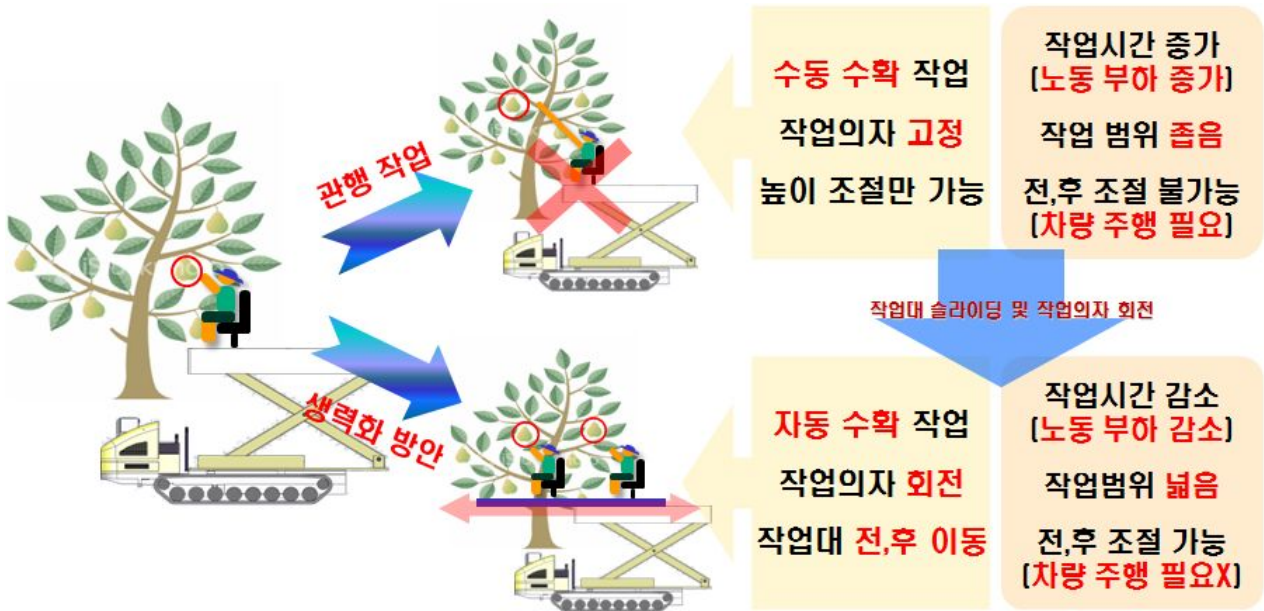 관행 작업
생력화 방안
수동 수확 작업
작업의자 고정
높이 조절만 가능
작업시간 증가
(노동 부하 증가)
작업 범위 좁음
전,후 조절 불가능
(차량 주행 필요)
작업대 슬라이딩 및 작업의자 회전
자동 수확 작업
작업의자 회전
작업대 전,후 이동
작업시간 감소
(노동 부하 감소)
작업범위 넓음
전,후 조절 가능
(차량 주행 필요X)